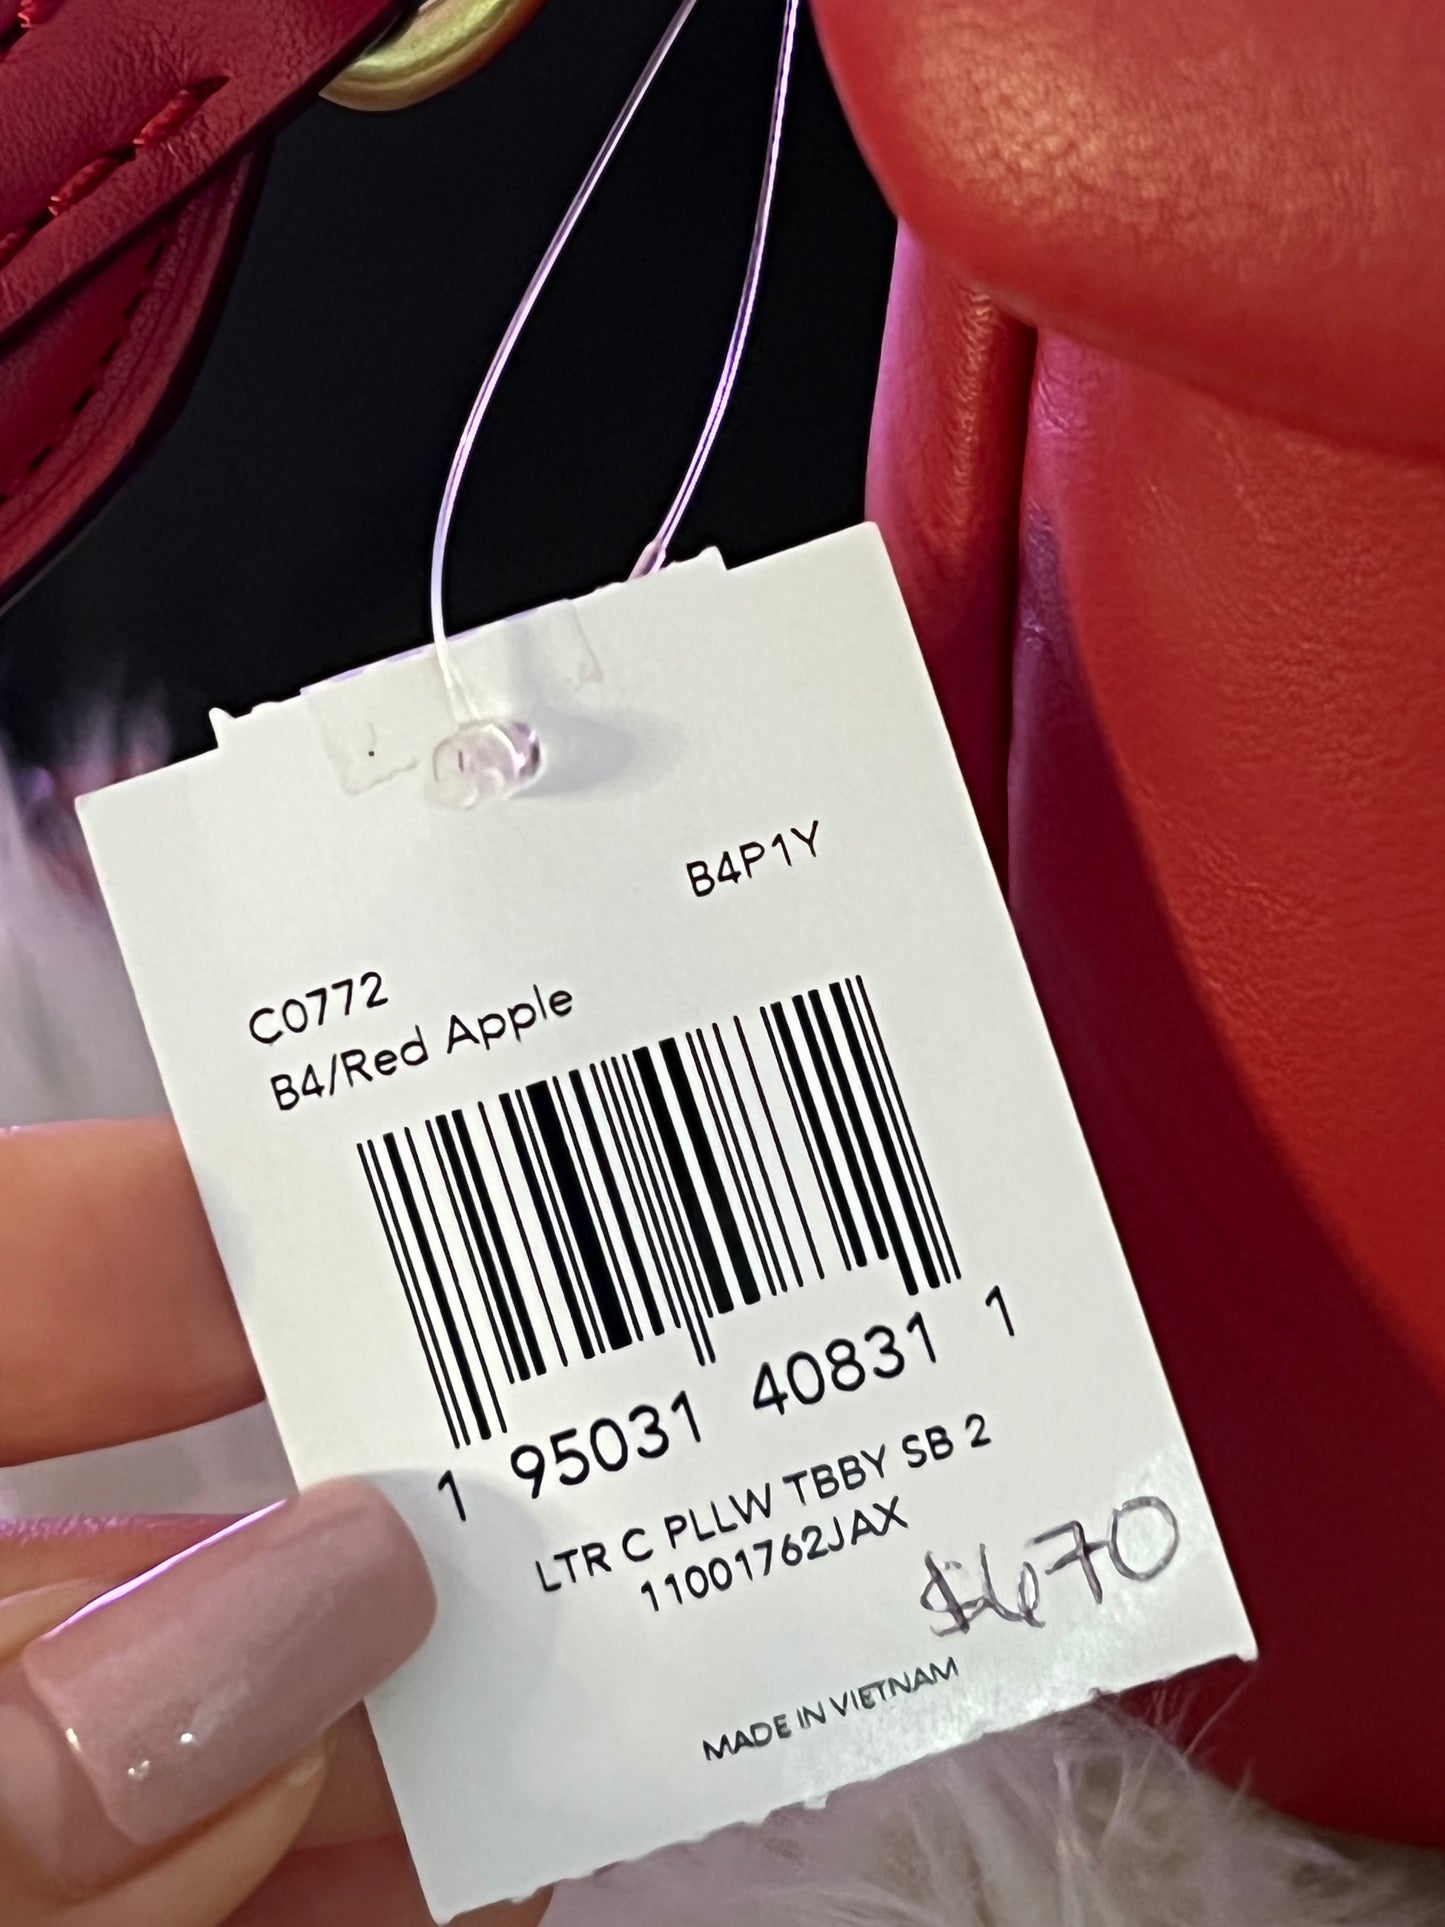 B4P1Y
C0772
B4/Red Apple
1 95031 40831 1
LTR C PLLW TBBY SB 2
11001762JAX
$670
MADE IN VIETNAM